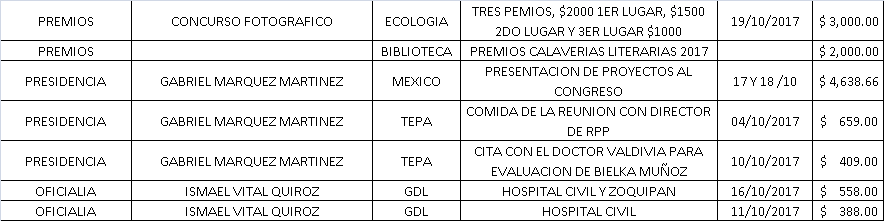 PREMIOS CONCURSO FOTOGRAFICO ECOLOGIA TRES PEMIOS, $2000 1ER LUGAR, $1500 2DO LUGAR Y 3ER LUGAR $1000 19/10/2017 $ 3,000.00
PREMIOS BIBLIOTECA PREMIOS CALAVERIAS LITERARIAS 2017 $ 2,000.00
PRESIDENCIA GABRIEL MARQUEZ MARTINEZ MEXICO PRESENTACION DE PROYECTOS AL CONGRESO 17 Y 18 /10 $ 4,638.66
PRESIDENCIA GABRIEL MARQUEZ MARTINEZ TEPA COMIDA DE LA REUNION CON DIRECTOR DE RPP 04/10/2017 $ 659.00
PRESIDENCIA GABRIEL MARQUEZ MARTINEZ TEPA CITA CON EL DOCTOR VALDIVIA PARA EVALUACION DE BIELKA MUÑOZ 10/10/2017 $ 409.00
OFICIALIA ISMAEL VITAL QUIROZ GDL HOSPITAL CIVIL Y ZOQUIPAN 16/10/2017 $ 558.00
OFICIALIA ISMAEL VITAL QUIROZ GDL HOSPITAL CIVIL 11/10/2017 $ 388.00